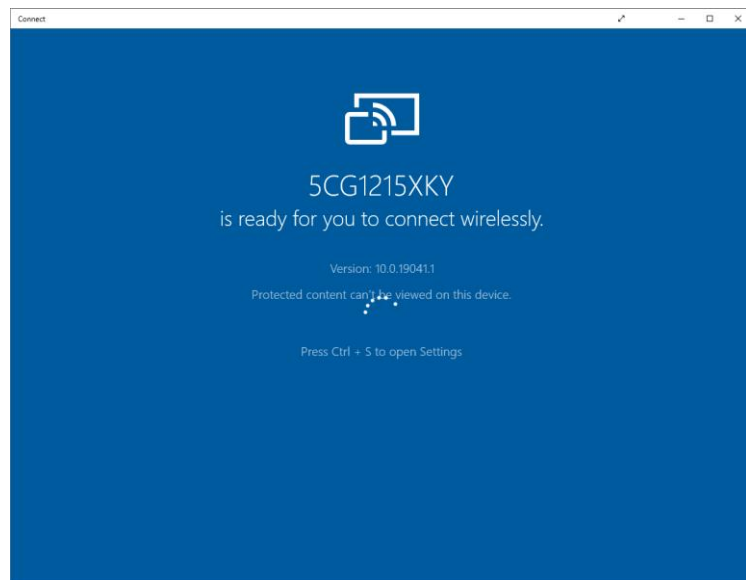 Connect
5CG1215XKY
is ready for you to connect wirelessly.
Version: 10.0.19041.1
Protected content can't be viewed on this device.
Press Ctrl + S to open Settings